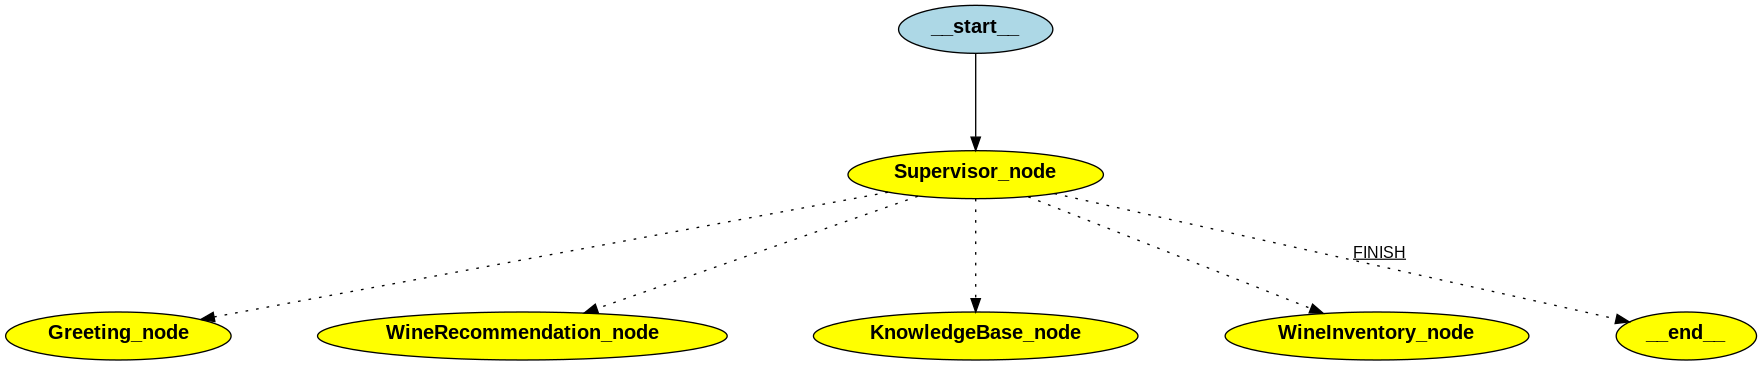 __start__
Supervisor_node
FINISH
Greeting_node
WineRecommendation_node
KnowledgeBase_node
WineInventory_node
__end__